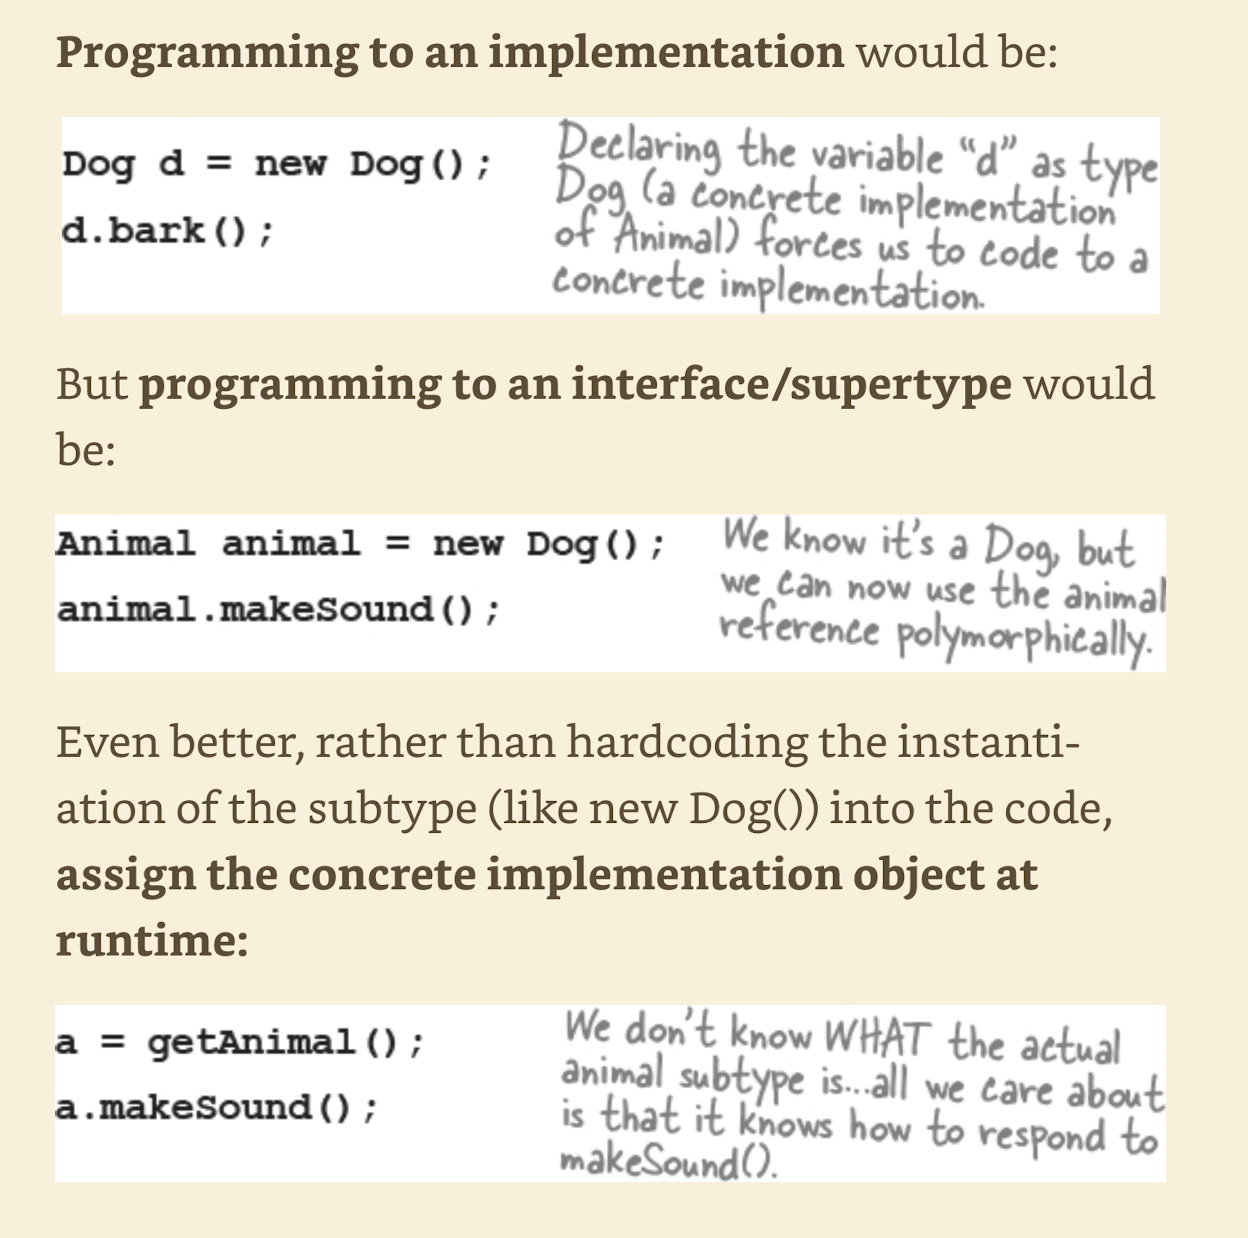 Programming to an implementation would be:
Dog d = new Dog();
d.bark();
Declaring the variable “d” as type
Dog (a concrete implementation
of Animal) forces us to code to a
concrete implementation.
But programming to an interface/supertype would
be:
Animal animal = new Dog();
animal.makeSound();
We know it's a Dog, but
we can now use the animal
reference polymorphically.
Even better, rather than hardcoding the instanti-
ation of the subtype (like new Dog()) into the code,
assign the concrete implementation object at
runtime:
a = getAnimal();
a.makeSound();
We don't know WHAT the actual
animal subtype is...all we care about
is that it knows how to respond to
makeSound().